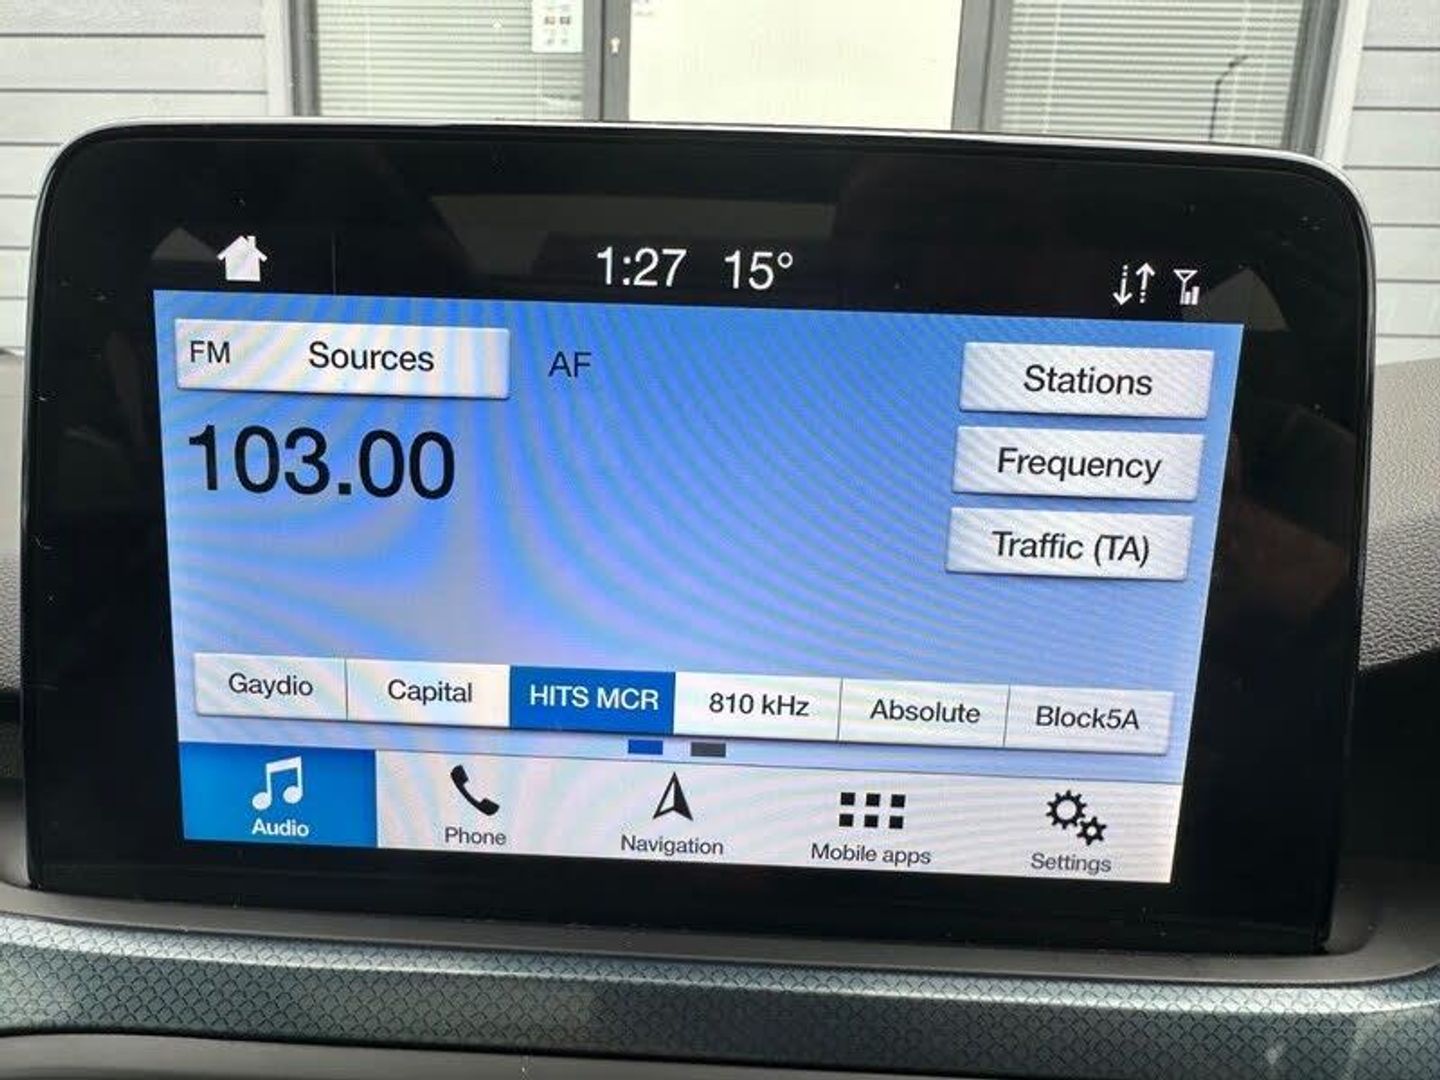 1:27 15°
FM Sources AF
Stations
103.00
Frequency
Traffic (TA)
Gaydio Capital HITS MCR 810 kHz Absolute Block5A
Audio Phone Navigation Mobile apps Settings